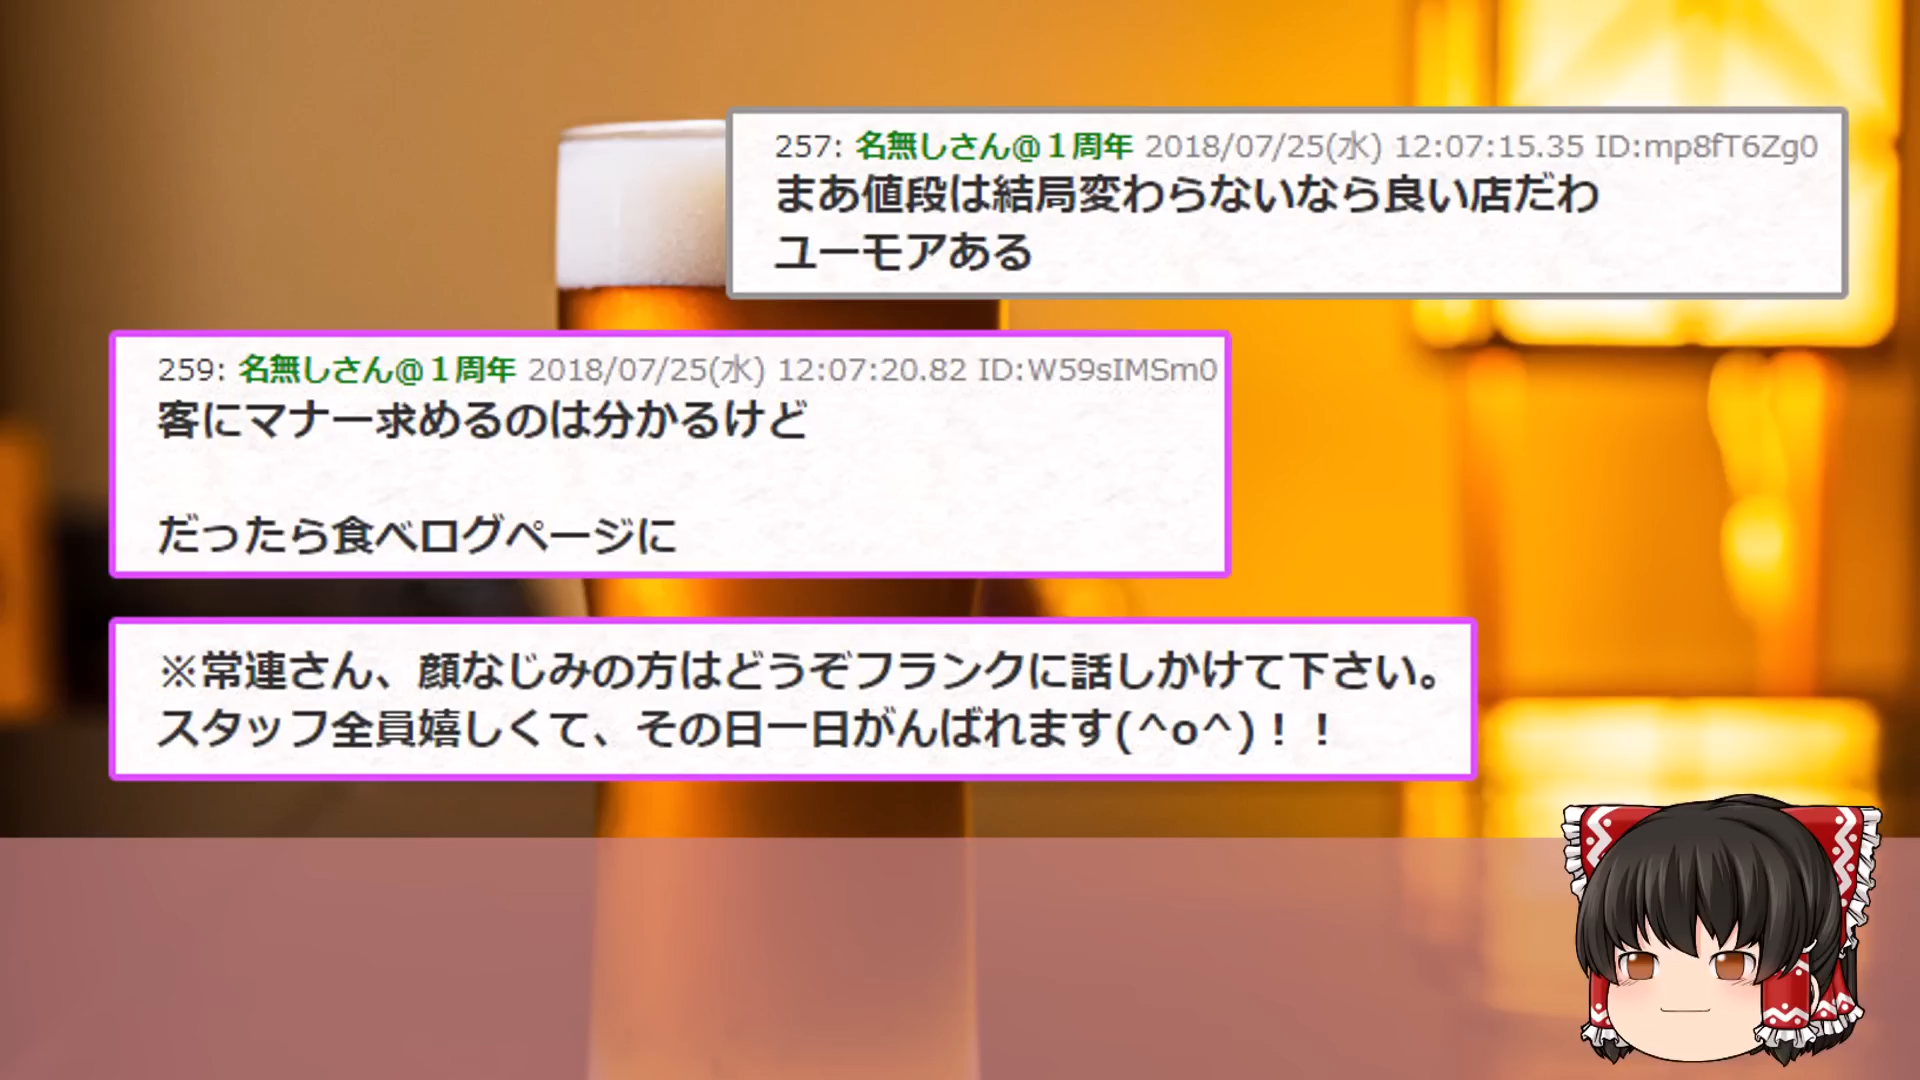 257: 名無しさん@１周年 2018/07/25(水) 12:07:15.35 ID:mp8fT6Zg0
まあ値段は結局変わらないなら良い店だわ
ユーモアある
259: 名無しさん@１周年 2018/07/25(水) 12:07:20.82 ID:W59sIMSm0
客にマナー求めるのは分かるけど
だったら食べログページに
※常連さん、顔なじみの方はどうぞフランクに話しかけて下さい。
スタッフ全員嬉しくて、その日一日がんばれます(^o^)！！